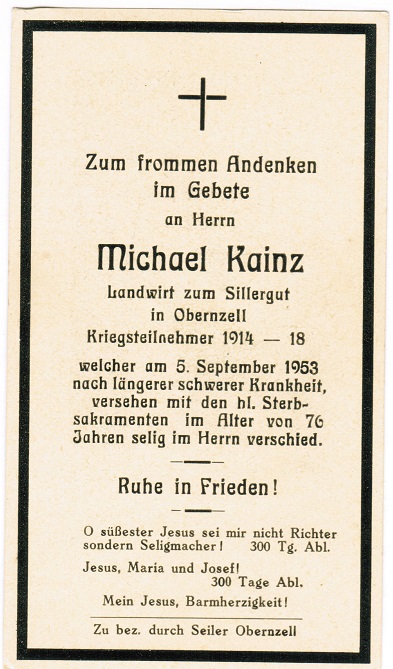 Zum frommen Andenken
im Gebete
an Herrn
Michael Kainz
Landwirt zum Sillergut
in Obernzell
Kriegsteilnehmer 1914 — 18
welcher am 5. September 1953
nach längerer schwerer Krankheit,
versehen mit den hl. Sterb-
sakramenten im Alter von 76
Jahren selig im Herrn verschied.
Ruhe in Frieden!
O süßester Jesus sei mir nicht Richter
sondern Seligmacher! 300 Tg. Abl.
Jesus, Maria und Josef!
300 Tage Abl.
Mein Jesus, Barmherzigkeit!
Zu bez. durch Seiler Obernzell